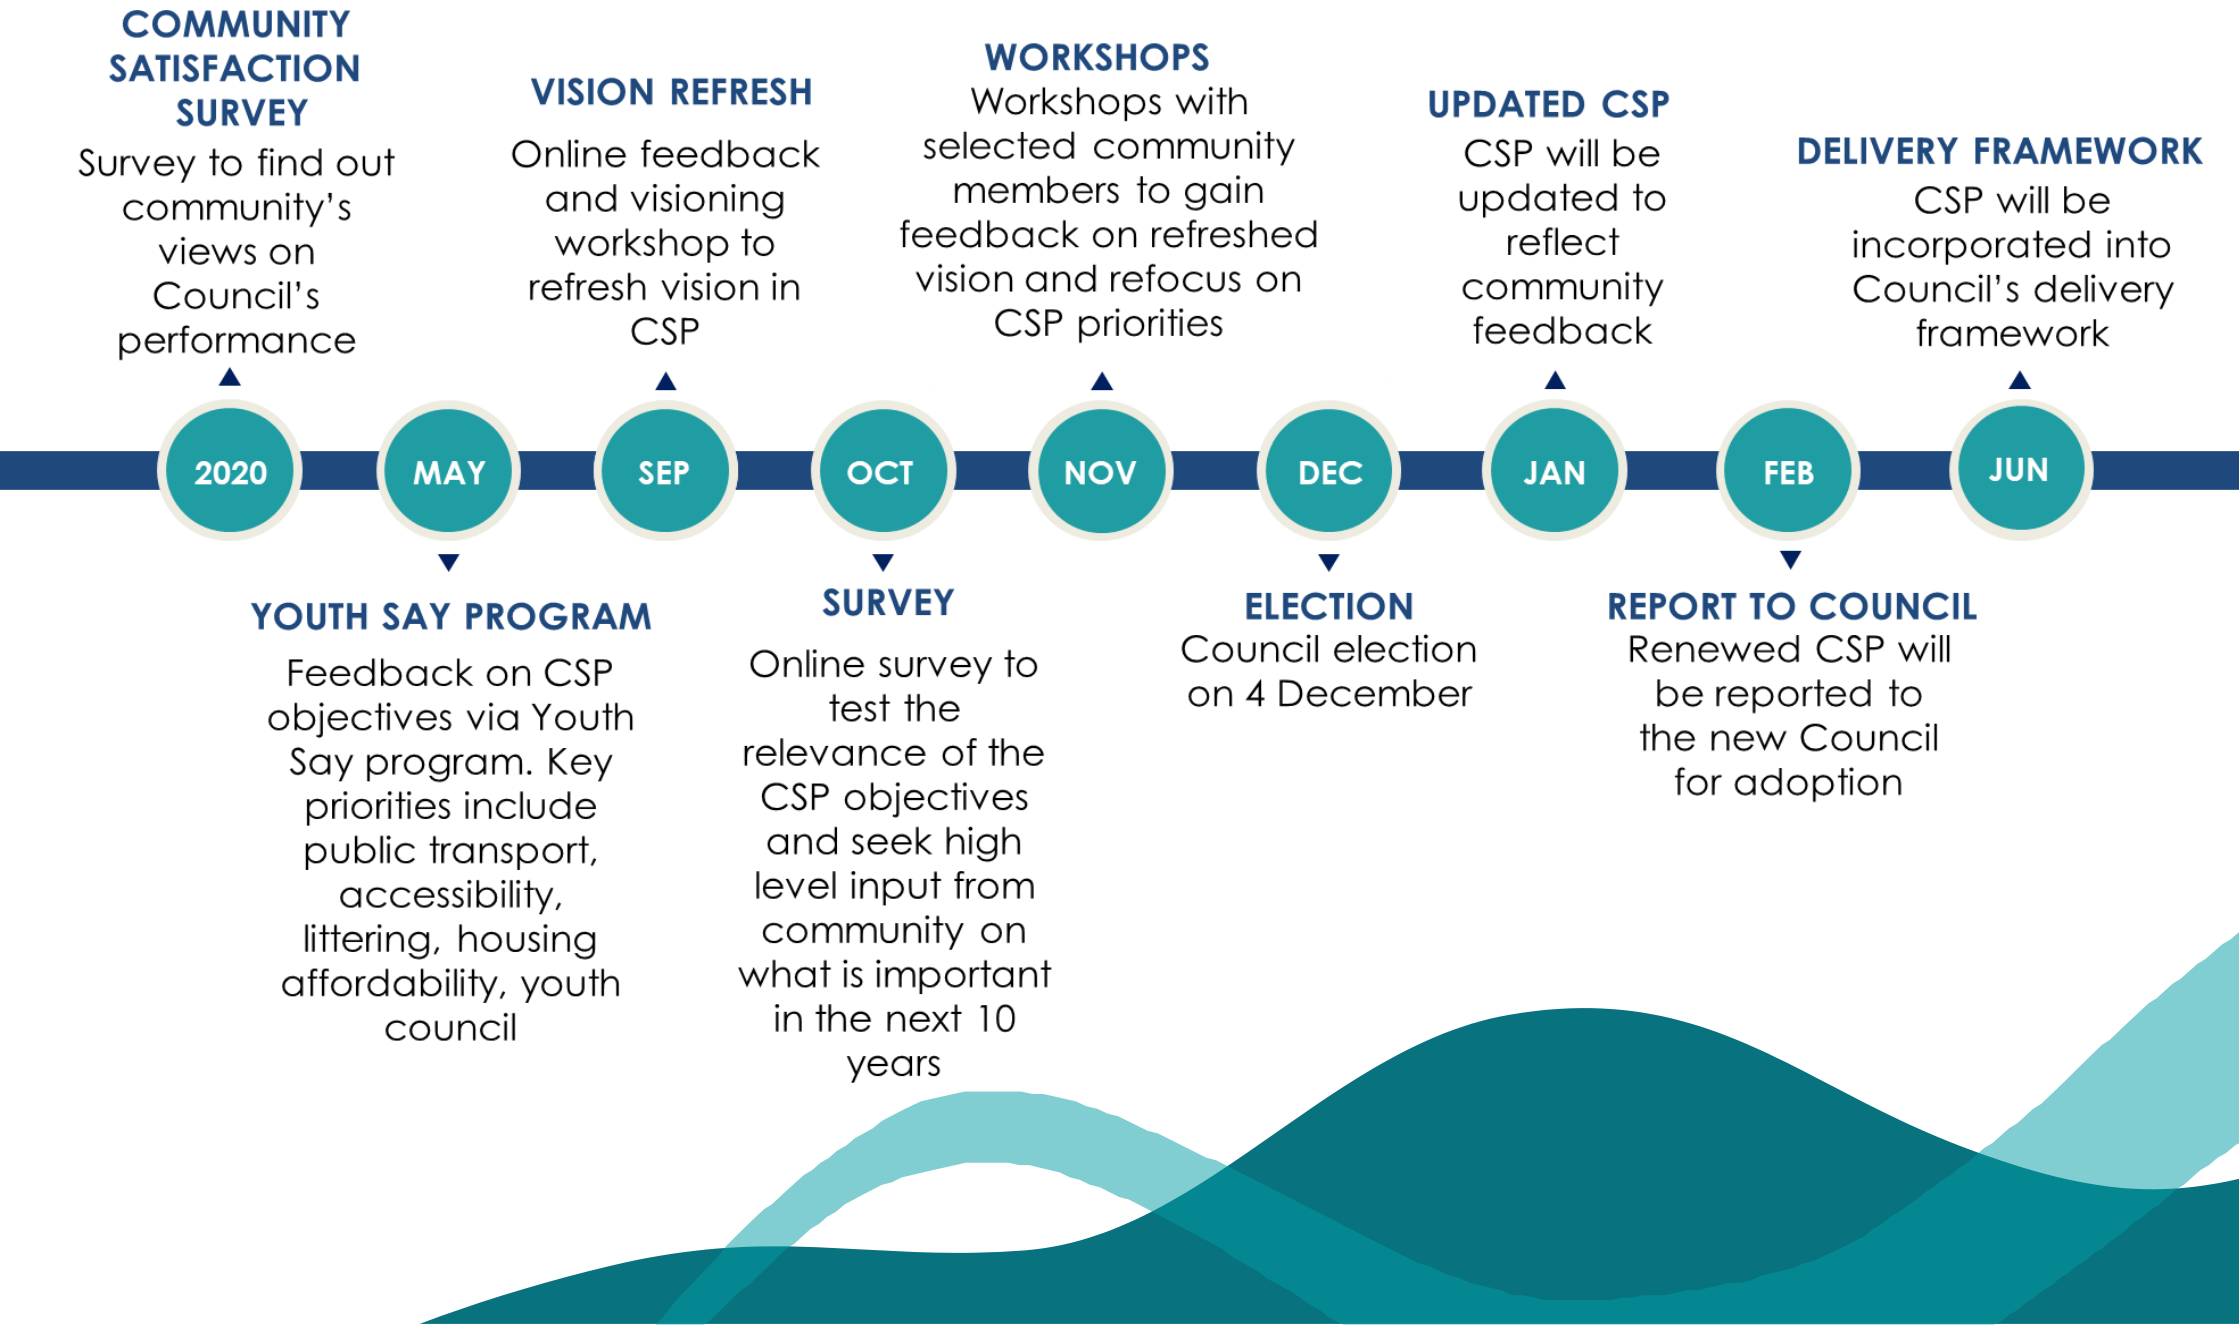 COMMUNITY
SATISFACTION
SURVEY
Survey to find out
community's
views on
Council's
performance
VISION REFRESH
Online feedback
and visioning
workshop to
refresh vision in
CSP
WORKSHOPS
Workshops with
selected community
members to gain
feedback on refreshed
vision and refocus on
CSP priorities
UPDATED CSP
CSP will be
updated to
reflect
community
feedback
DELIVERY FRAMEWORK
CSP will be
incorporated into
Council's delivery
framework
2020
MAY
SEP
OCT
NOV
DEC
JAN
FEB
JUN
YOUTH SAY PROGRAM
Feedback on CSP
objectives via Youth
Say program. Key
priorities include
public transport,
accessibility,
littering, housing
affordability, youth
council
SURVEY
Online survey to
test the
relevance of the
CSP objectives
and seek high
level input from
community on
what is important
in the next 10
years
ELECTION
Council election
on 4 December
REPORT TO COUNCIL
Renewed CSP will
be reported to
the new Council
for adoption